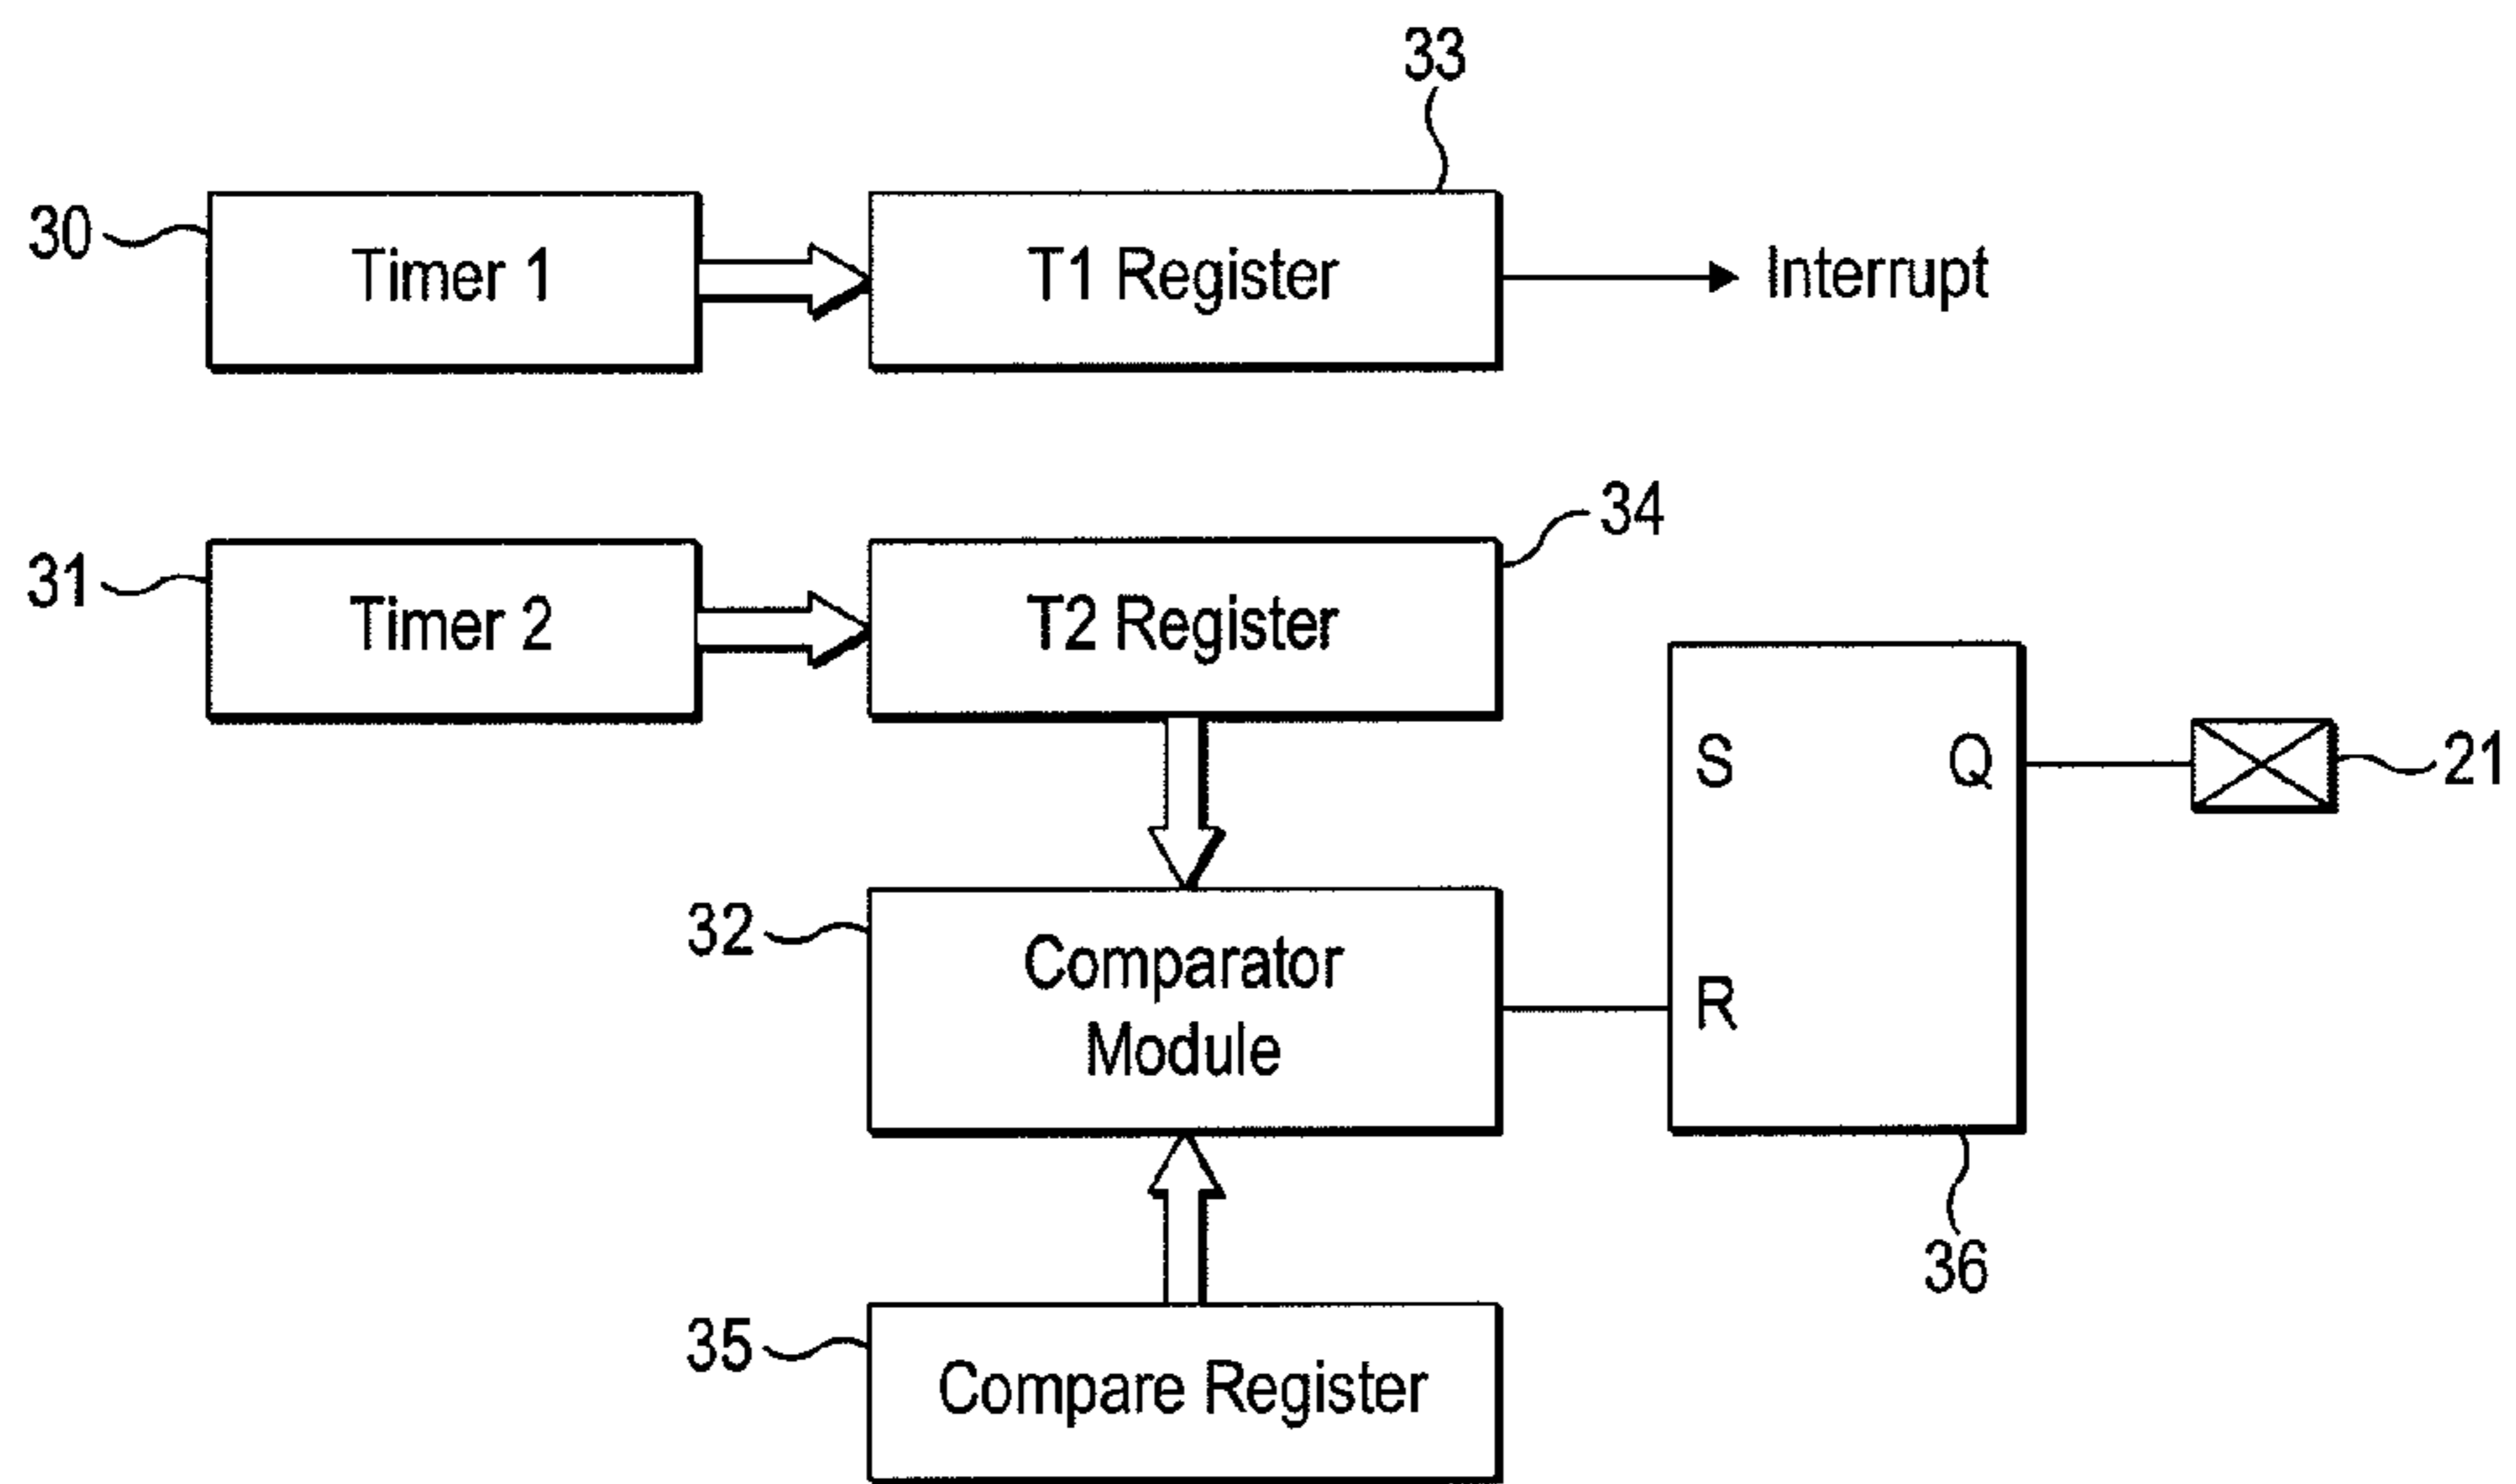 33
30
Timer 1
T1 Register
Interrupt
34
31
Timer 2
T2 Register
S
Q
21
32
Comparator
Module
R
36
35
Compare Register